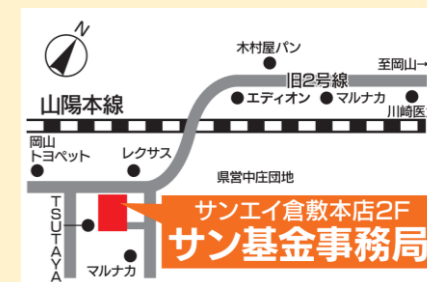 N
木村屋パン
至岡山→
旧2号線
エディオン
マルナカ
川崎医
山陽本線
岡山
トヨペット
レクサス
県営中庄団地
TSUTAYA
サンエイ倉敷本店2F
サン基金事務局
マルナカ